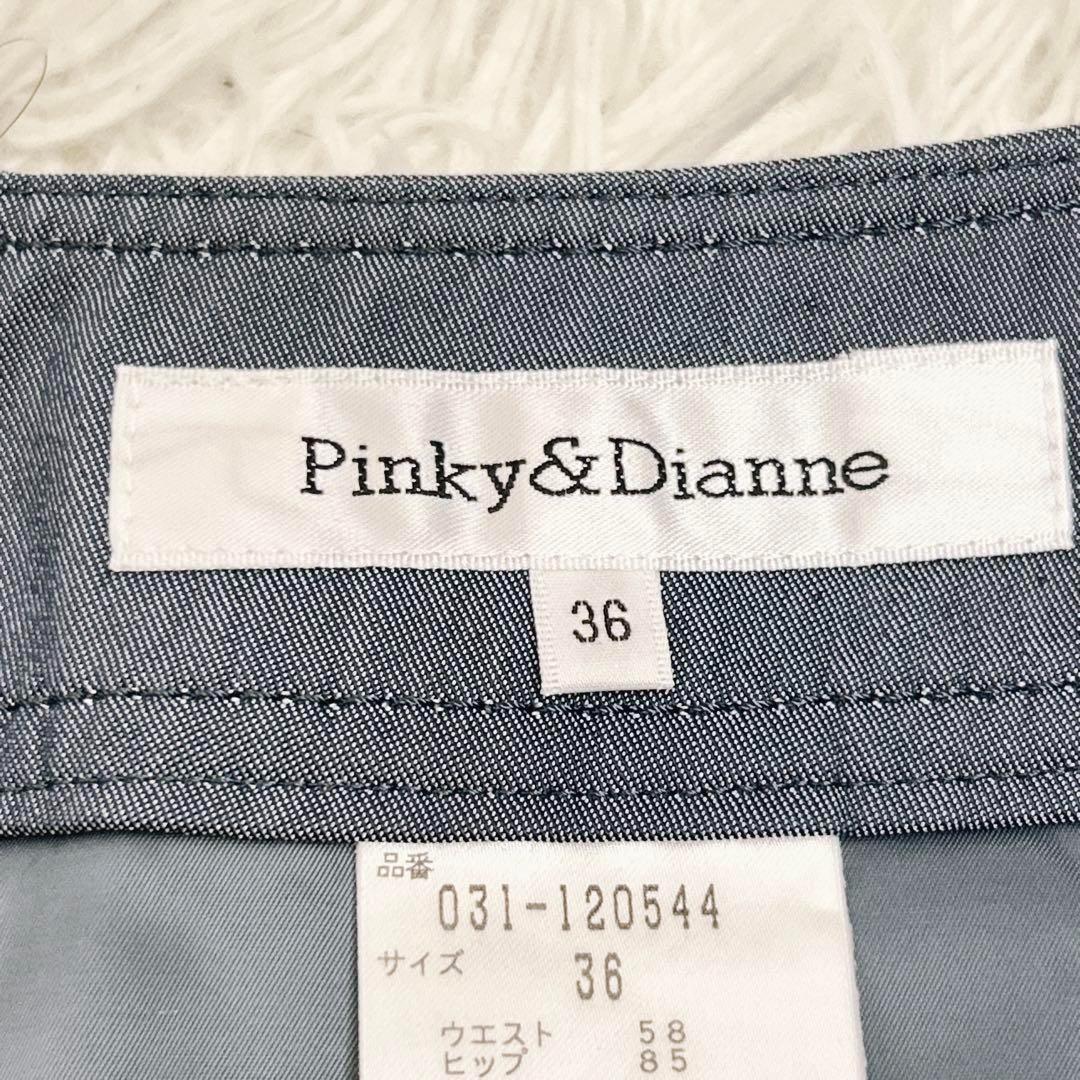 Pinky&Dianne
36
品番
031-120544
サイズ 36
ウエスト 58
ヒップ 85